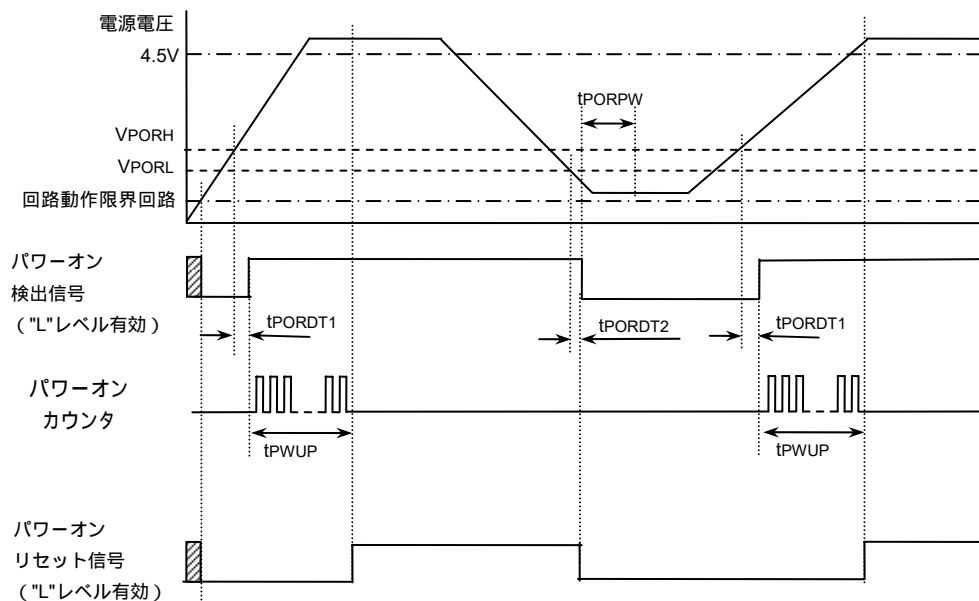 電源電圧
4.5V
tPORPW
VPORH
VPORL
回路動作限界回路
パワーオン
検出信号
("L"レベル有効)
tPORDT1
tPORDT2
tPORDT1
パワーオン
カウンタ
tPWUP
tPWUP
パワーオン
リセット信号
("L"レベル有効)